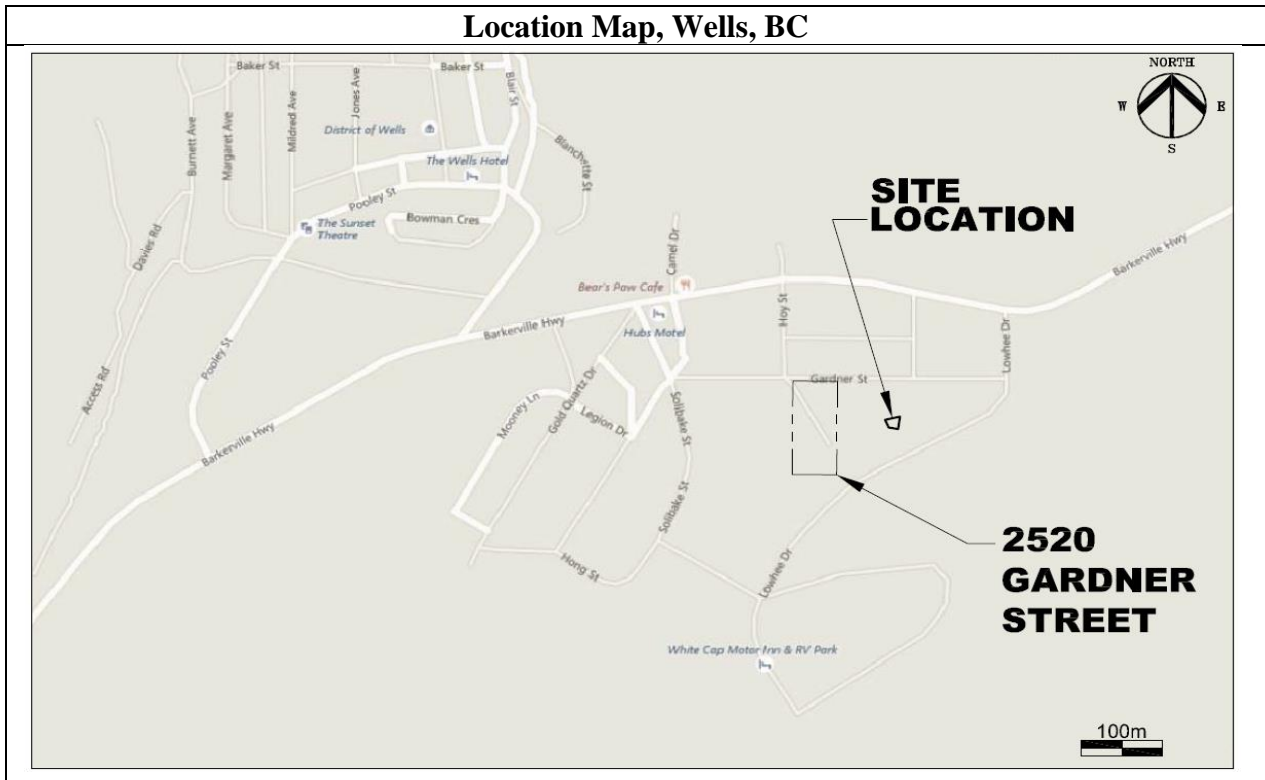 Location Map, Wells, BC
NORTH
W
E
S
Baker St
Baker St
Blair St
Burnett Ave
Margaret Ave
Mildred Ave
Jones Ave
District of Wells
The Wells Hotel
Blanchette St
Pooley St
Bowman Cres
The Sunset
Theatre
Davies Rd
SITE
LOCATION
Camel Dr
Bear's Paw Cafe
Barkerville Hwy
Hoy St
Barkerville Hwy
Hubs Motel
Lowhee Dr
Pooley St
Access Rd
Gardner St
Gold Quartz Dr
Mooney Ln
Legion Dr
Solibake St
Barkerville Hwy
Solibake St
2520
GARDNER
STREET
Hong St
Lowhee Dr
White Cap Motor Inn & RV Park
100m